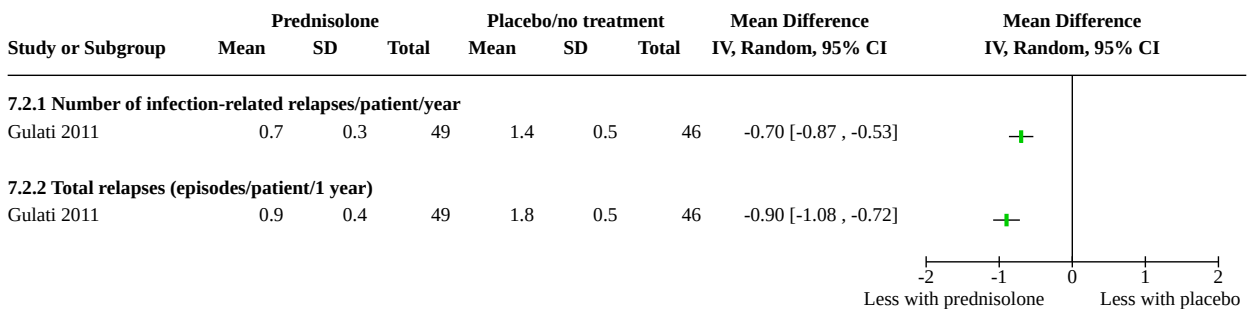 Prednisolone Placebo/no treatment Mean Difference Mean Difference
Study or Subgroup Mean SD Total Mean SD Total IV, Random, 95% CI IV, Random, 95% CI
7.2.1 Number of infection-related relapses/patient/year
Gulati 2011 0.7 0.3 49 1.4 0.5 46 -0.70 [-0.87 , -0.53]
7.2.2 Total relapses (episodes/patient/1 year)
Gulati 2011 0.9 0.4 49 1.8 0.5 46 -0.90 [-1.08 , -0.72]
-2 -1 0 1 2
Less with prednisolone Less with placebo